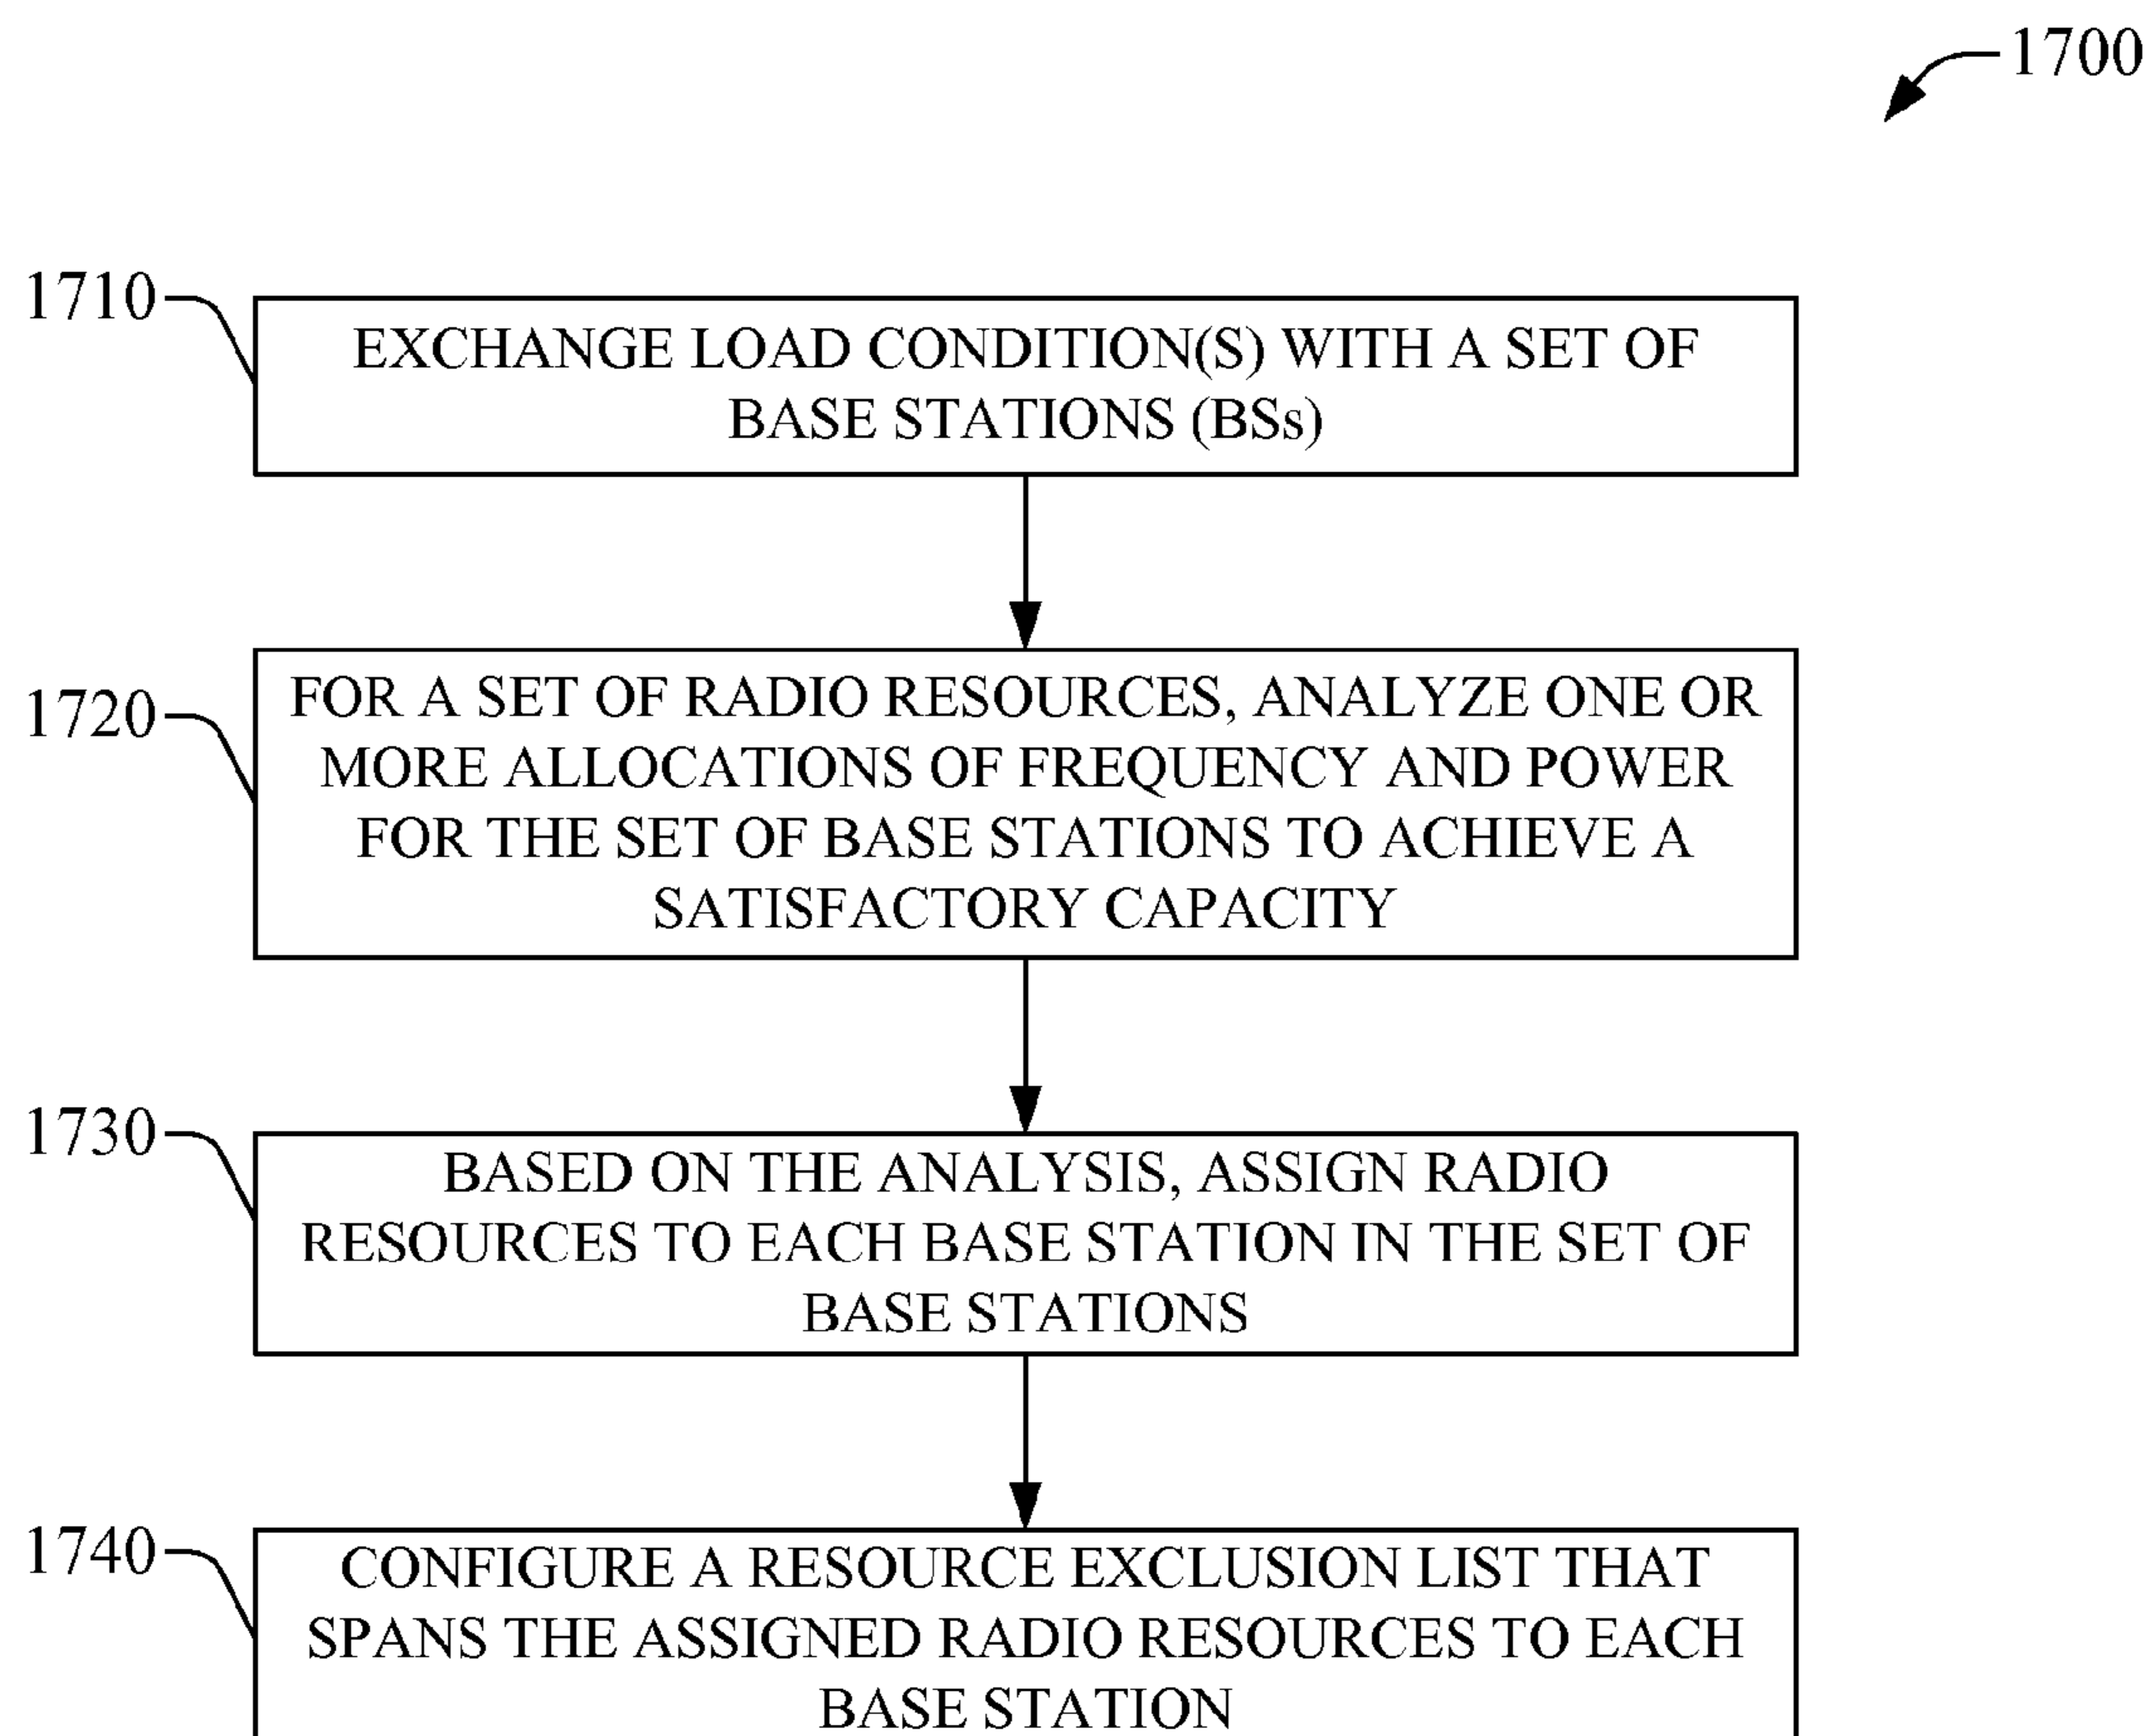 1700
1710
EXCHANGE LOAD CONDITION(S) WITH A SET OF
BASE STATIONS (BSs)
1720
FOR A SET OF RADIO RESOURCES, ANALYZE ONE OR
MORE ALLOCATIONS OF FREQUENCY AND POWER
FOR THE SET OF BASE STATIONS TO ACHIEVE A
SATISFACTORY CAPACITY
1730
BASED ON THE ANALYSIS, ASSIGN RADIO
RESOURCES TO EACH BASE STATION IN THE SET OF
BASE STATIONS
1740
CONFIGURE A RESOURCE EXCLUSION LIST THAT
SPANS THE ASSIGNED RADIO RESOURCES TO EACH
BASE STATION